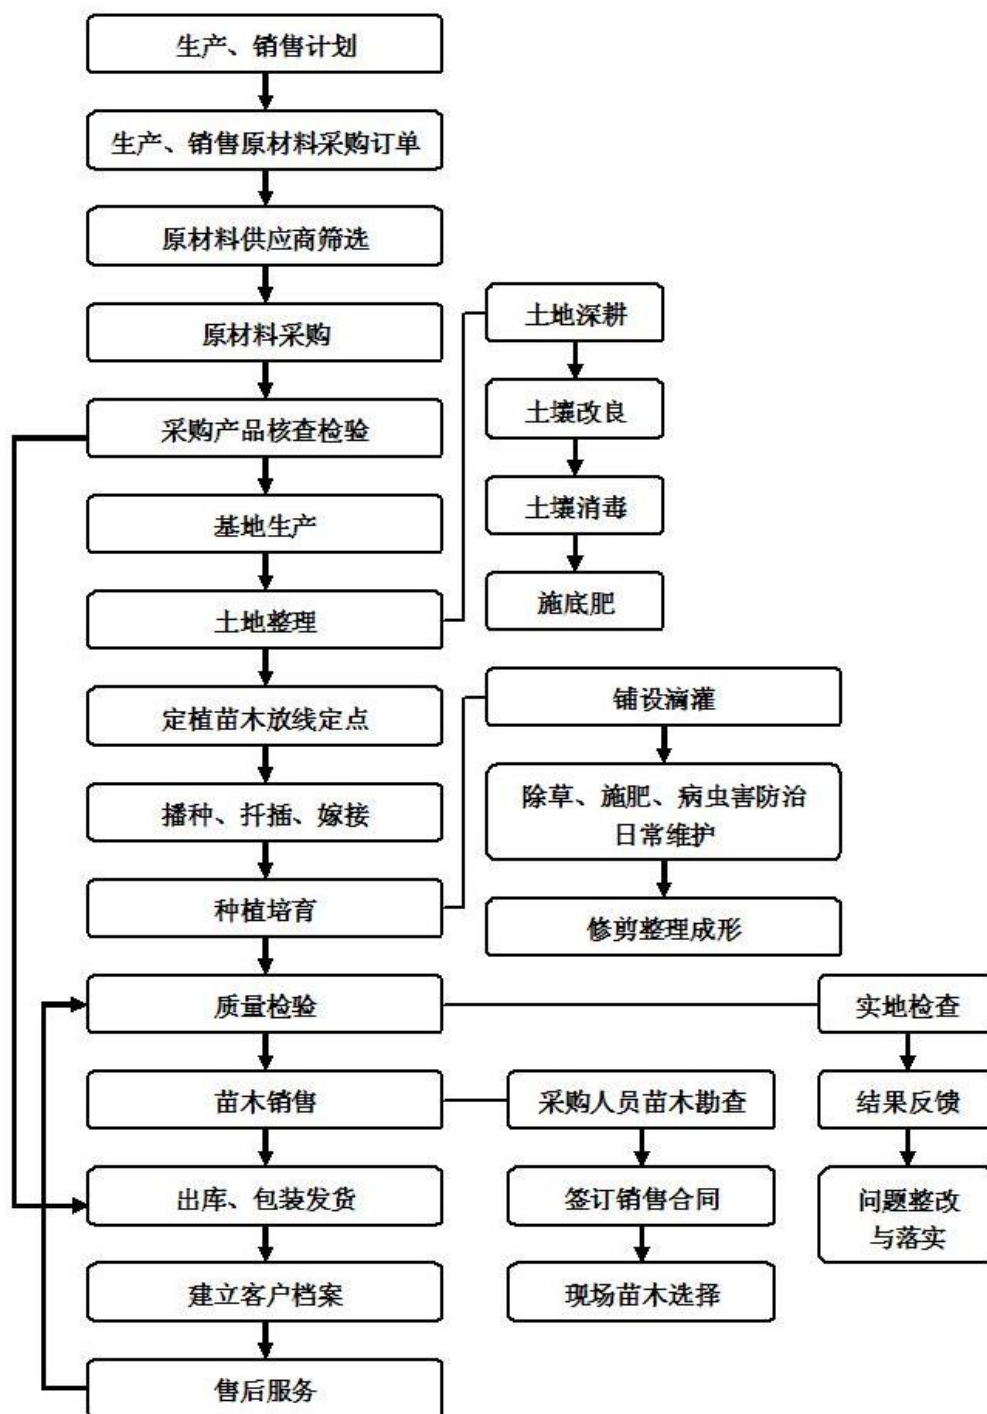 生产、销售计划
生产、销售原材料采购订单
原材料供应商筛选
原材料采购
采购产品核查检验
基地生产
土地整理
定植苗木放线定点
播种、扦插、嫁接
种植培育
质量检验
苗木销售
出库、包装发货
建立客户档案
售后服务
土地深耕
土壤改良
土壤消毒
施底肥
铺设滴灌
除草、施肥、病虫害防治
日常维护
修剪整理成形
采购人员苗木勘查
签订销售合同
现场苗木选择
实地检查
结果反馈
问题整改
与落实